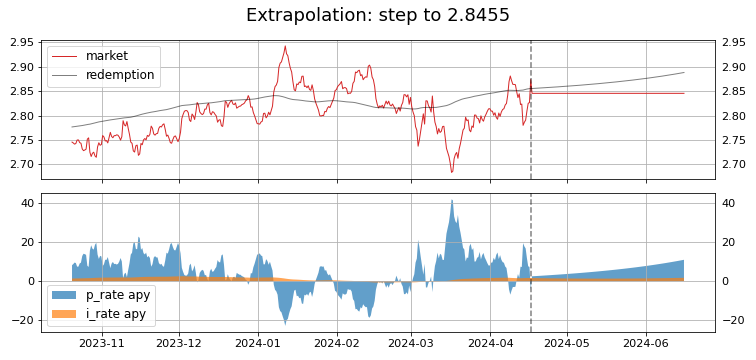 Extrapolation: step to 2.8455
2.95 2.95
market
redemption
2.90 2.90
2.85 2.85
2.80 2.80
2.75 2.75
2.70 2.70
40 40
20 20
0 0
p_rate apy
i_rate apy
−20 −20
2023-11 2023-12 2024-01 2024-02 2024-03 2024-04 2024-05 2024-06